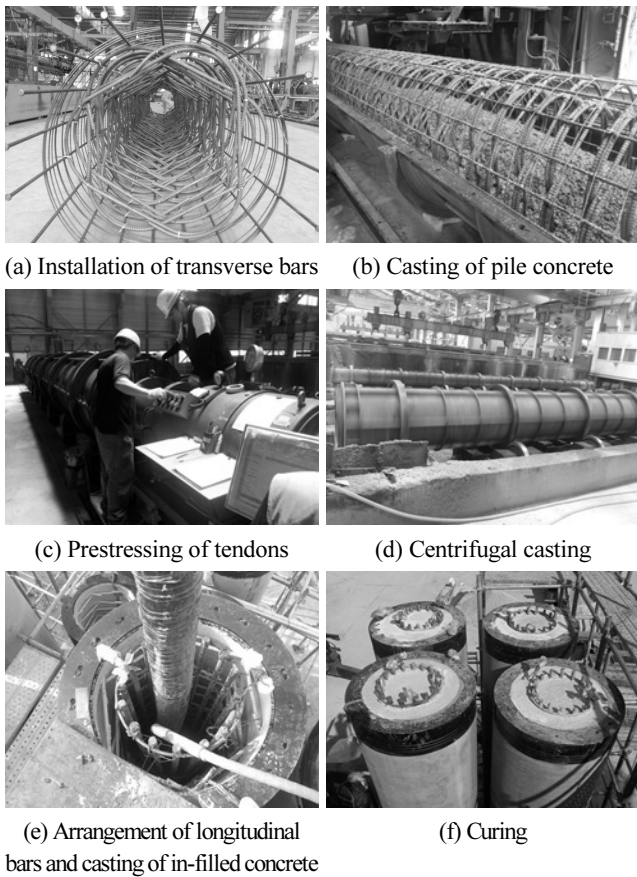 (a) Installation of transverse bars
(b) Casting of pile concrete
(c) Prestressing of tendons
(d) Centrifugal casting
(e) Arrangement of longitudinal
bars and casting of in-filled concrete
(f) Curing